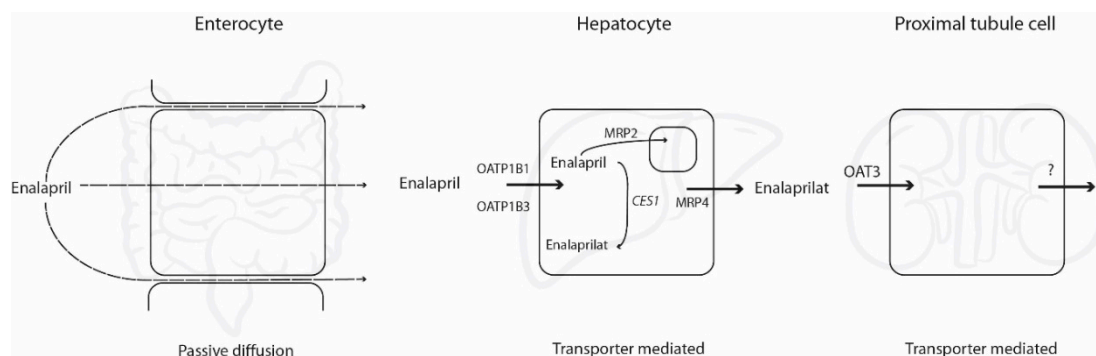 Enterocyte
Hepatocyte
Proximal tubule cell
MRP2
Enalapril
OATP1B1
OATP1B3
Enalapril
Enalapril
CES1
MRP4
Enalaprilat
Enalaprilat
OAT3
?
Passive diffusion
Transporter mediated
Transporter mediated